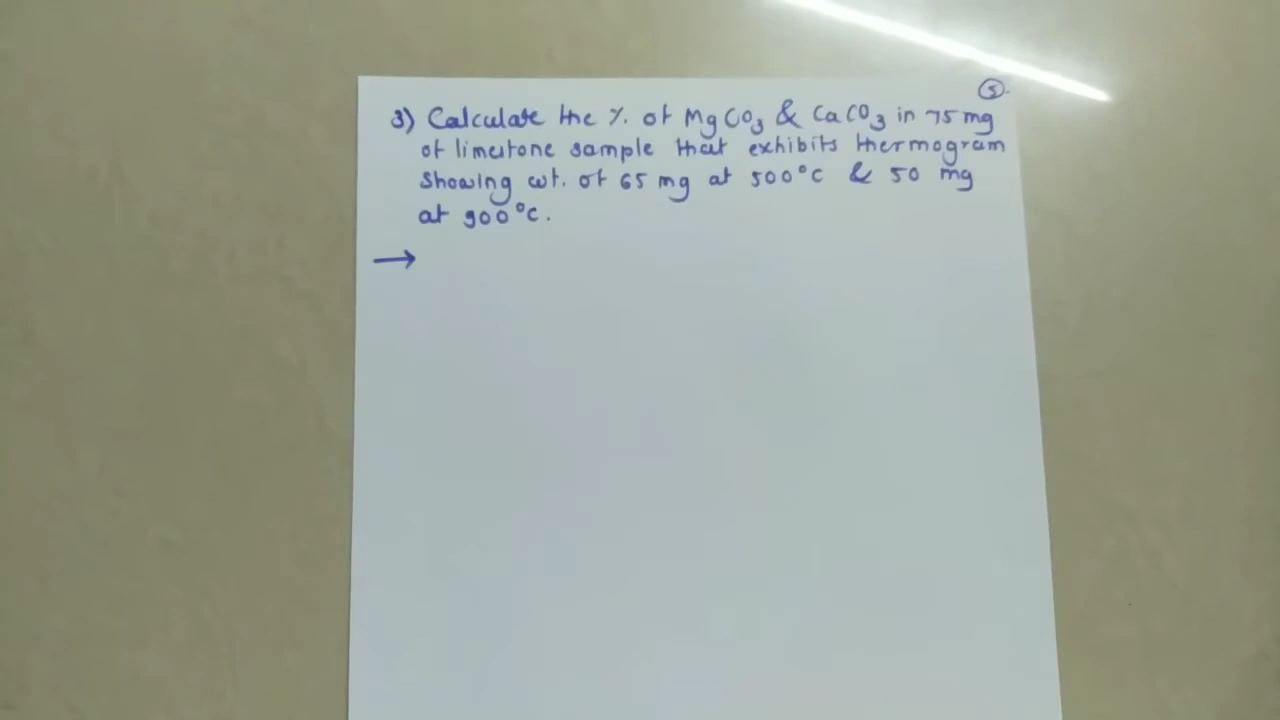 5
3) Calculate the %. of MgCO3 & CaCO3 in 75 mg
of limestone sample that exhibits thermogram
showing wt. of 65 mg at 500°C & 50 mg
at 900°C.
→